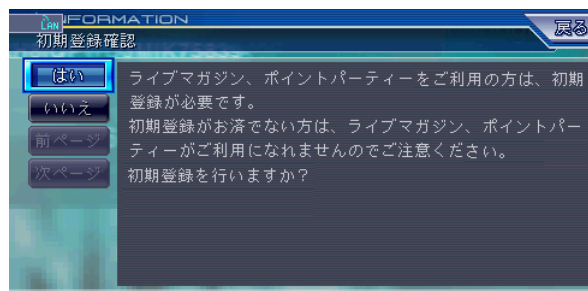 LAN INFORMATION
初期登録確認
戻る
はい
いいえ
前ページ
次ページ
ライブマガジン、ポイントパーティーをご利用の方は、初期
登録が必要です。
初期登録がお済でない方は、ライブマガジン、ポイントパー
ティーがご利用になれませんのでご注意ください。
初期登録を行いますか？